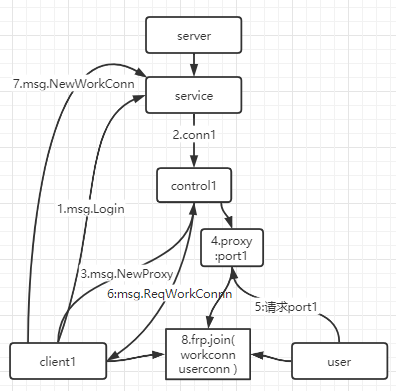 server
7.msg.NewWorkConn
service
2.conn1
control1
1.msg.Login
4.proxy
:port1
3.msg.NewProxy
6:msg.ReqWorkConnn
5:请求port1
8.frp.join(
workconn
userconn )
client1
user